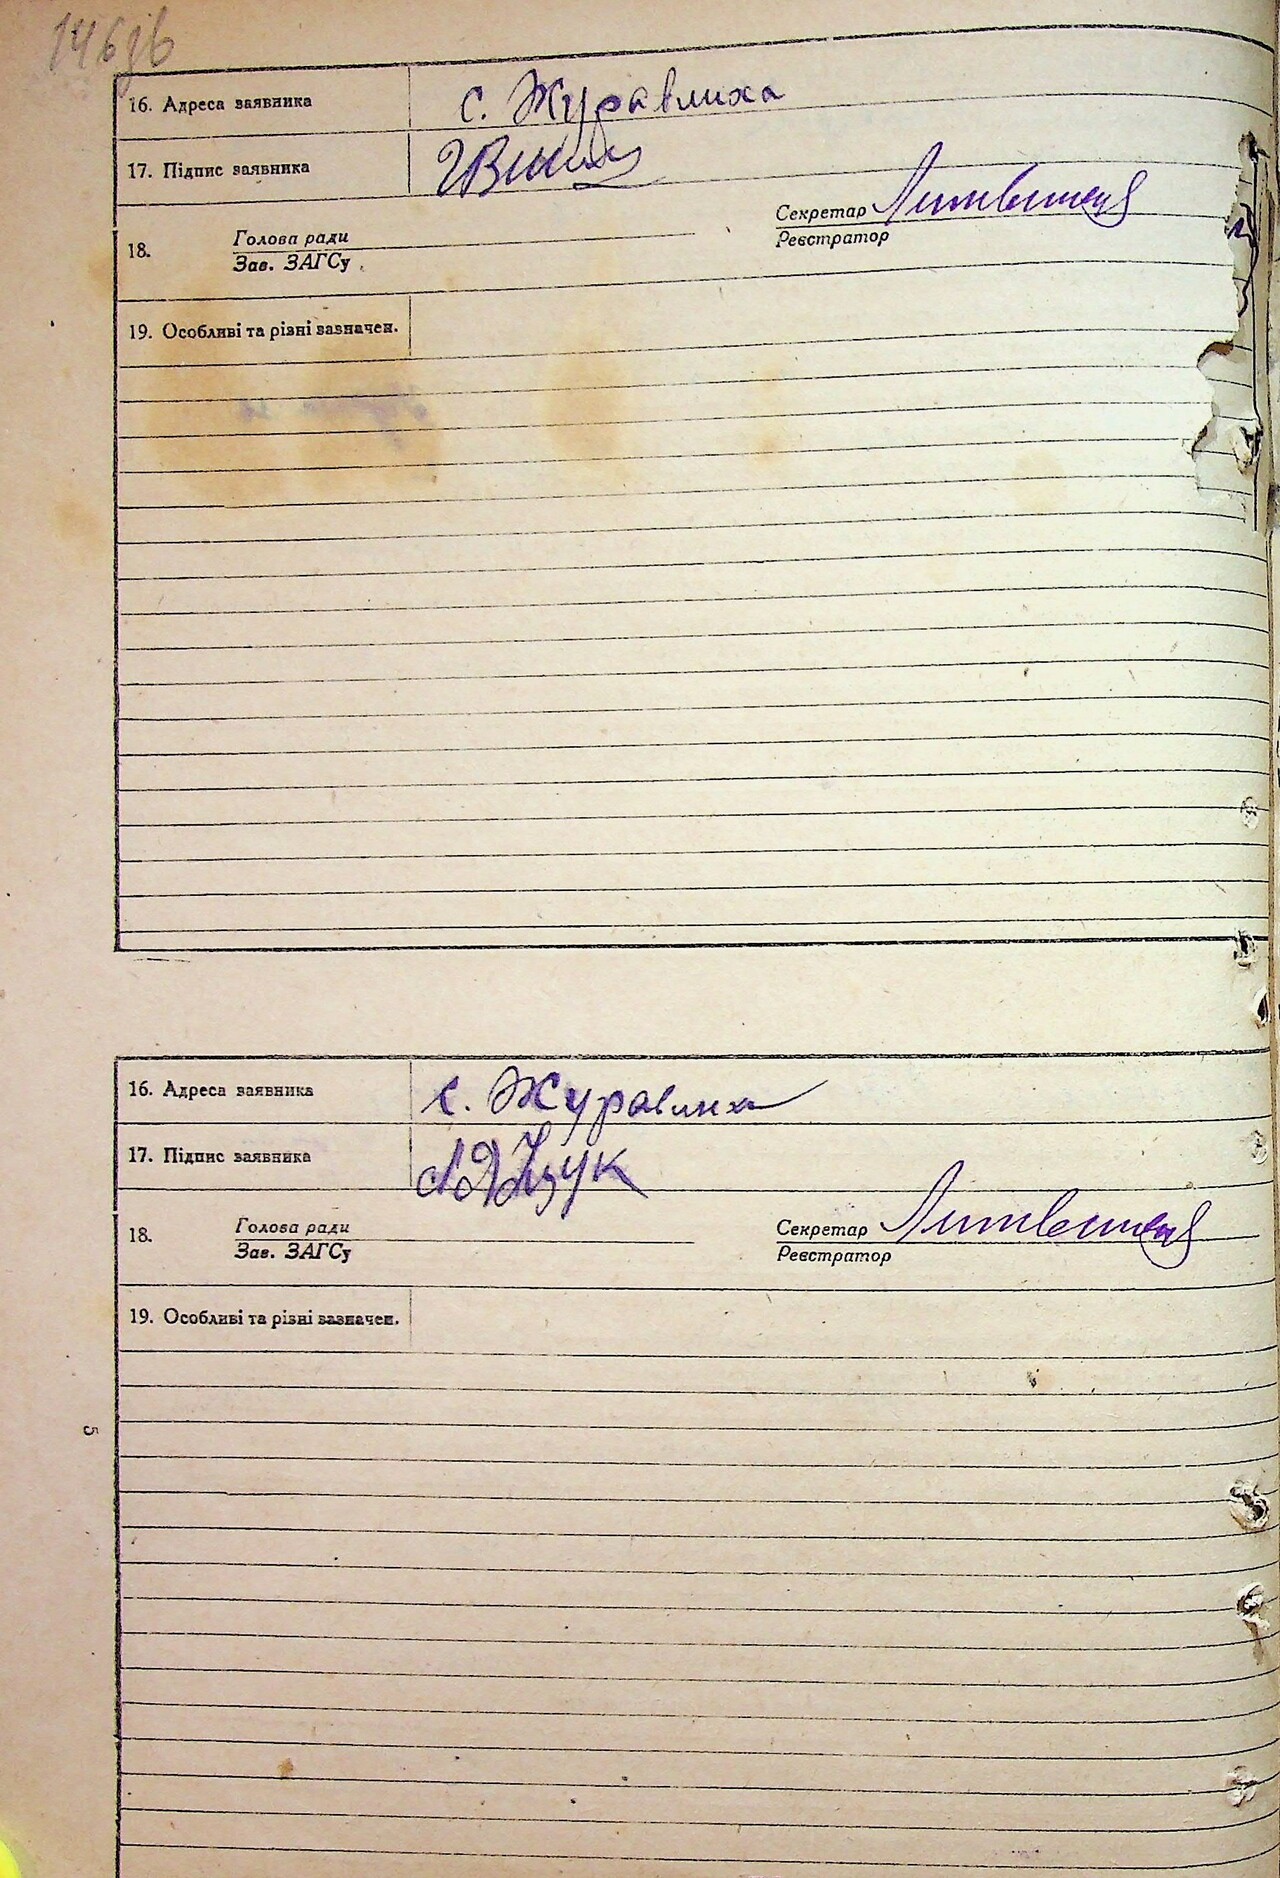 146зв
16. Адреса заявника с. Журавлиха
17. Підпис заявника
Секретар Литвинець
18. Голова ради
Реєстратор
Зав. ЗАГСу
19. Особливі та різні зазначен.
16. Адреса заявника с. Журавлиха
17. Підпис заявника
18. Голова ради Секретар Литвинець
Зав. ЗАГСу Реєстратор
19. Особливі та різні зазначен.
5